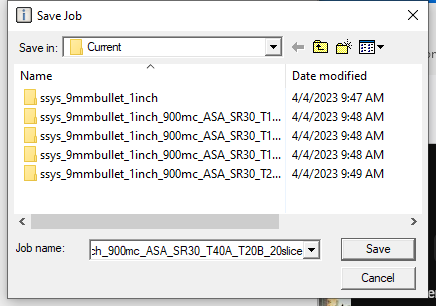 Save Job
Save in: Current
Name Date modified
ssys_9mmbullet_1inch 4/4/2023 9:47 AM
ssys_9mmbullet_1inch_900mc_ASA_SR30_T1... 4/4/2023 9:48 AM
ssys_9mmbullet_1inch_900mc_ASA_SR30_T1... 4/4/2023 9:48 AM
ssys_9mmbullet_1inch_900mc_ASA_SR30_T1... 4/4/2023 9:48 AM
ssys_9mmbullet_1inch_900mc_ASA_SR30_T2... 4/4/2023 9:49 AM
Job name: ch_900mc_ASA_SR30_T40A_T20B_20slice Save
Cancel